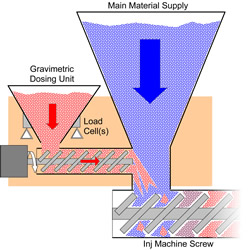 Main Material Supply
Gravimetric
Dosing Unit
Load
Cell(s)
Inj Machine Screw